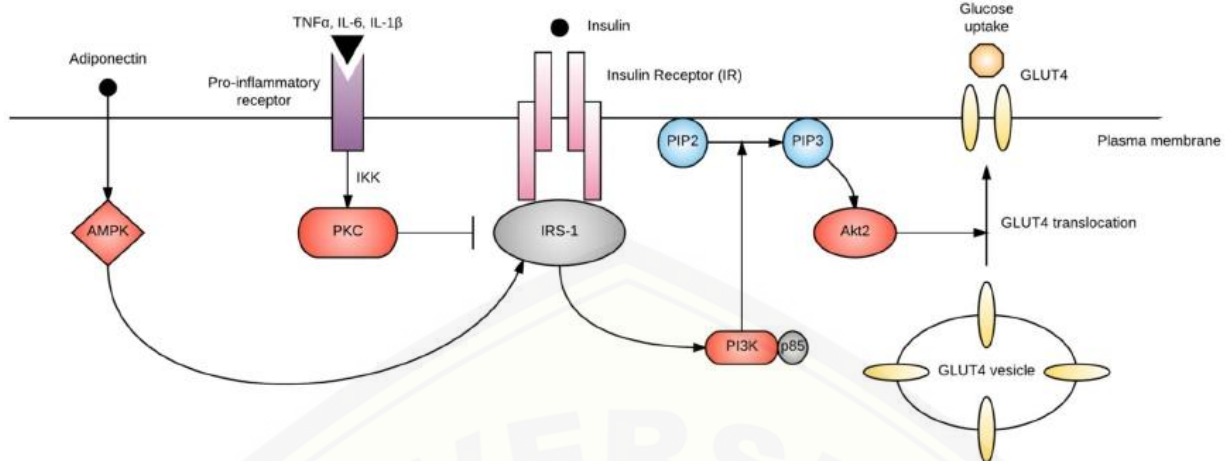 TNFα, IL-6, IL-1β
Insulin
Glucose
uptake
Adiponectin
Pro-inflammatory
receptor
Insulin Receptor (IR)
GLUT4
PIP2
PIP3
Plasma membrane
IKK
AMPK
PKC
IRS-1
Akt2
GLUT4 translocation
PI3K
p85
GLUT4 vesicle